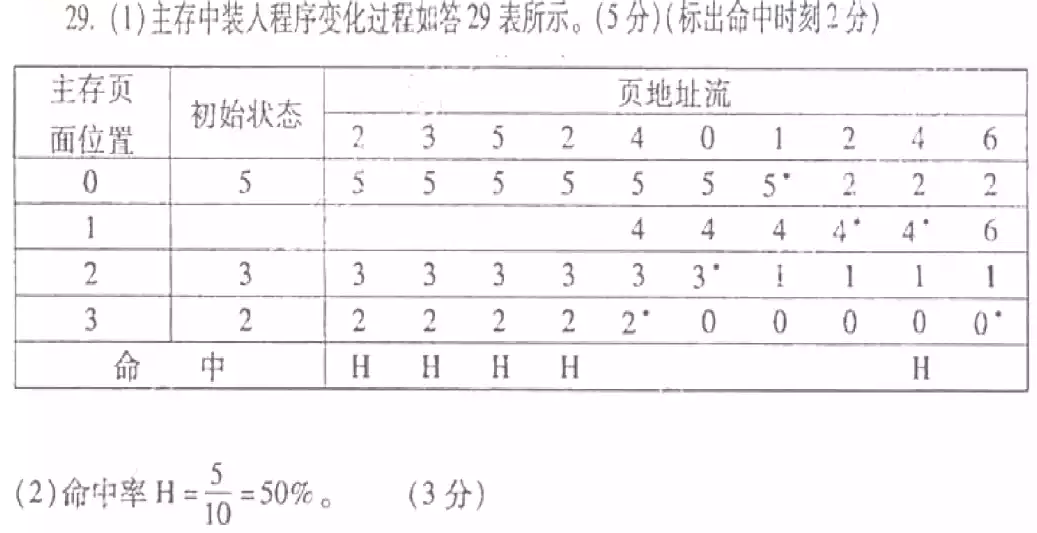 29. (1)主存中装人程序变化过程如答29表所示。(5分)(标出命中时刻2分)
主存页面位置 初始状态 页地址流
2 3 5 2 4 0 1 2 4 6
0 5 5 5 5 5 5 5 5* 2 2 2
1 4 4 4 4* 4* 6
2 3 3 3 3 3 3 3* 1 1 1 1
3 2 2 2 2 2 2* 0 0 0 0 0*
命中 H H H H H
(2)命中率H=5/10=50%。 (3分)